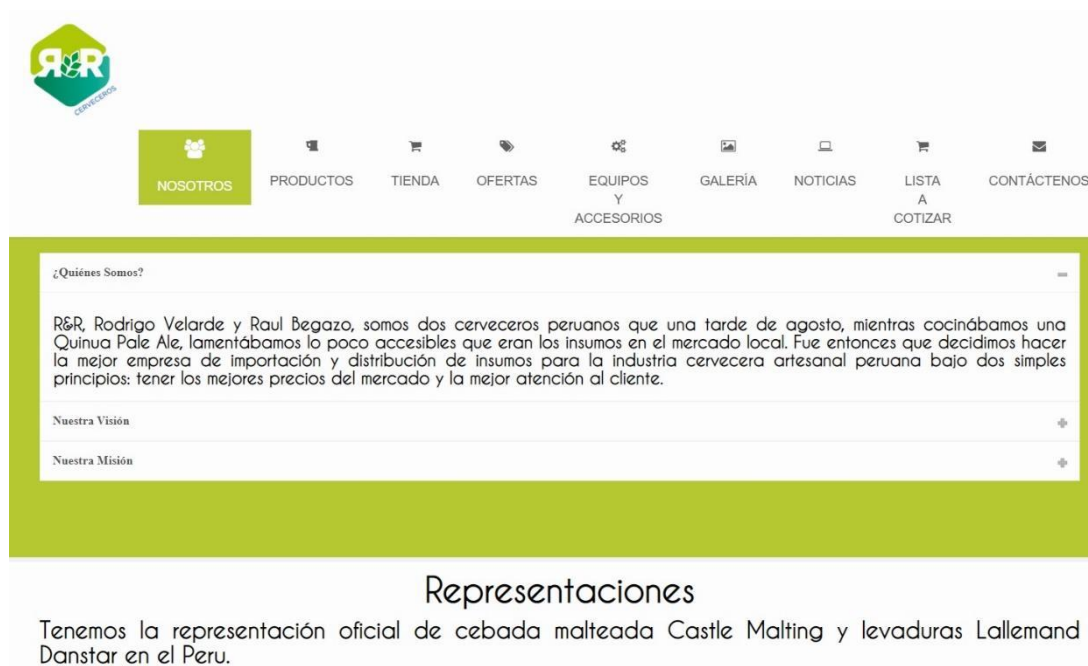 R&R
CERVECEROS
NOSOTROS
PRODUCTOS
TIENDA
OFERTAS
EQUIPOS
Y
ACCESORIOS
GALERÍA
NOTICIAS
LISTA
A
COTIZAR
CONTÁCTENOS
¿Quiénes Somos?
R&R, Rodrigo Velarde y Raul Begazo, somos dos cerveceros peruanos que una tarde de agosto, mientras cocinábamos una
Quinua Pale Ale, lamentábamos lo poco accesibles que eran los insumos en el mercado local. Fue entonces que decidimos hacer
la mejor empresa de importación y distribución de insumos para la industria cervecera artesanal peruana bajo dos simples
principios: tener los mejores precios del mercado y la mejor atención al cliente.
Nuestra Visión
Nuestra Misión
Representaciones
Tenemos la representación oficial de cebada malteada Castle Malting y levaduras Lallemand
Danstar en el Peru.